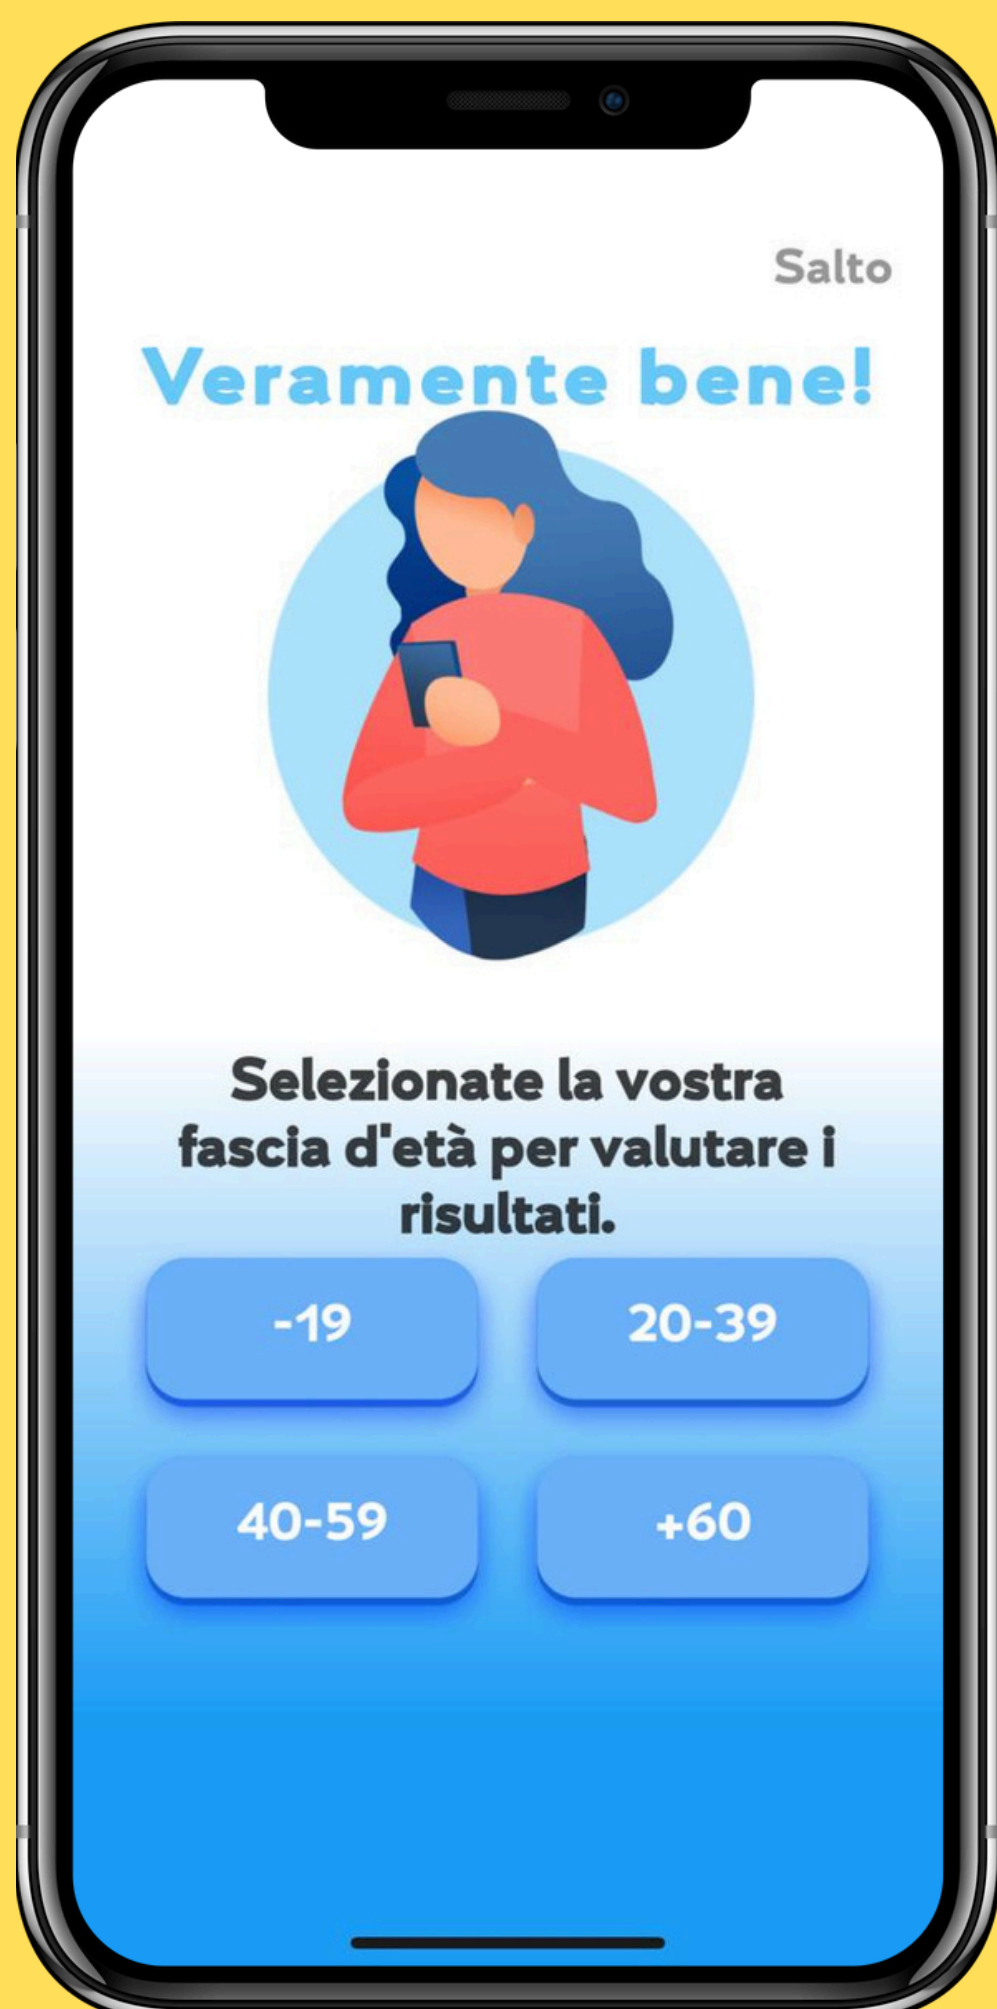 Salto
Veramente bene!
Selezionate la vostra
fascia d'età per valutare i
risultati.
-19
20-39
40-59
+60